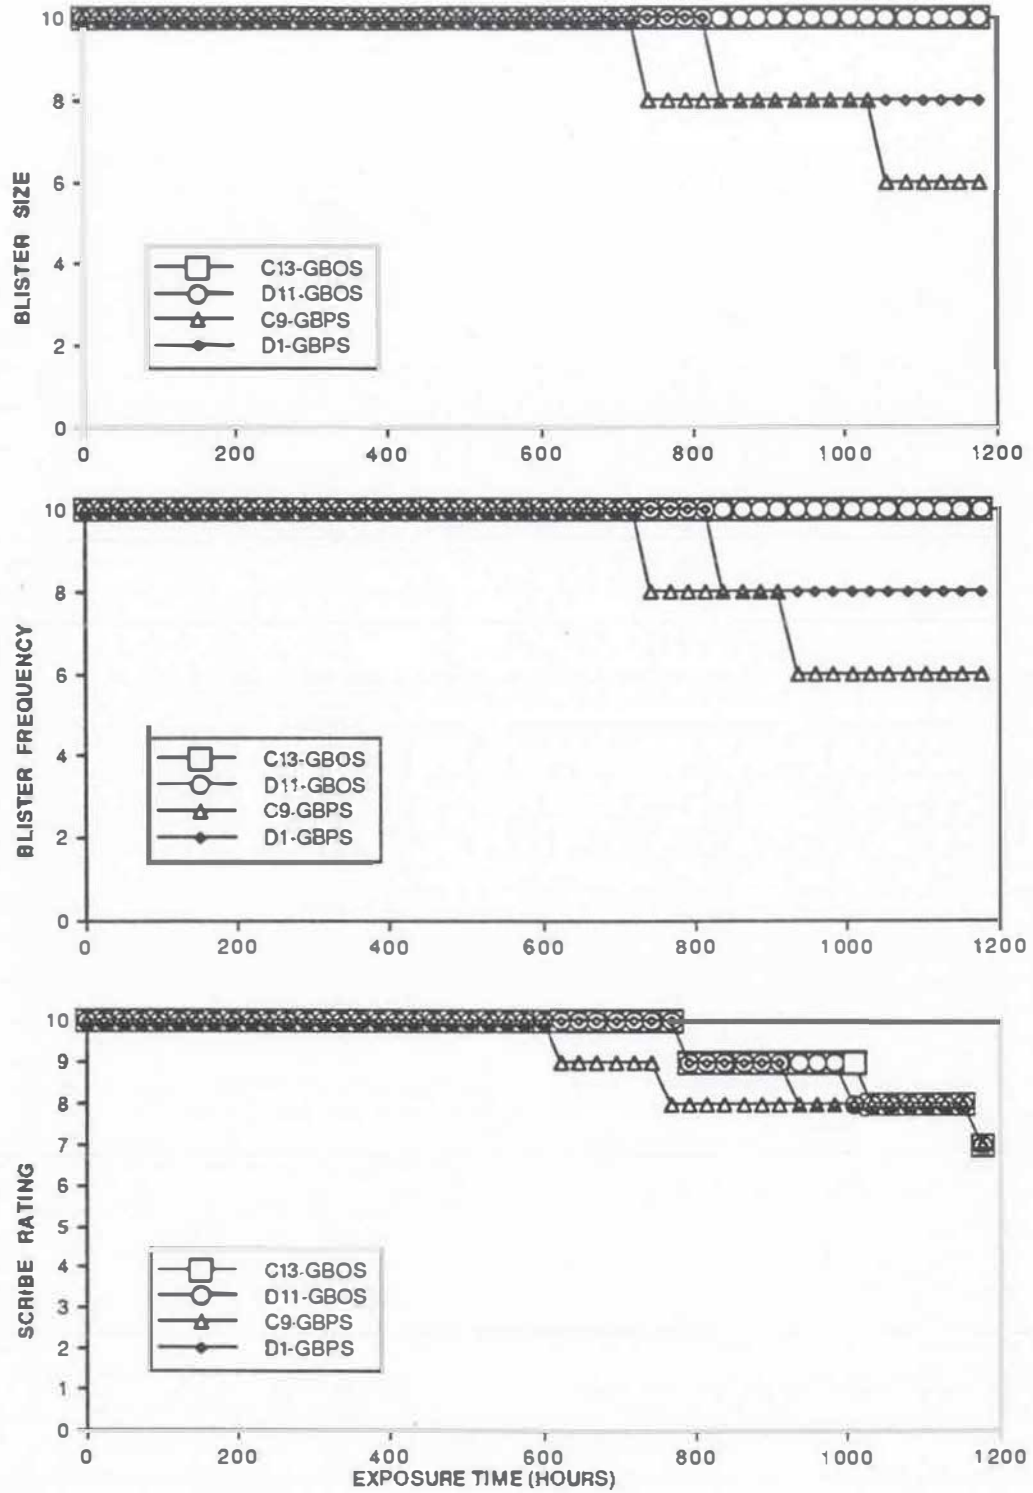 BLISTER SIZE
10
8
6
4
2
0
C13-GBOS
D11-GBOS
C9-GBPS
D1-GBPS
0 200 400 600 800 1000 1200
BLISTER FREQUENCY
10
8
6
4
2
0
C13-GBOS
D11-GBOS
C9-GBPS
D1-GBPS
0 200 400 600 800 1000 1200
SCRIBE RATING
10
9
8
7
6
5
4
3
2
1
0
C13-GBOS
D11-GBOS
C9-GBPS
D1-GBPS
0 200 400 600 800 1000 1200
EXPOSURE TIME (HOURS)